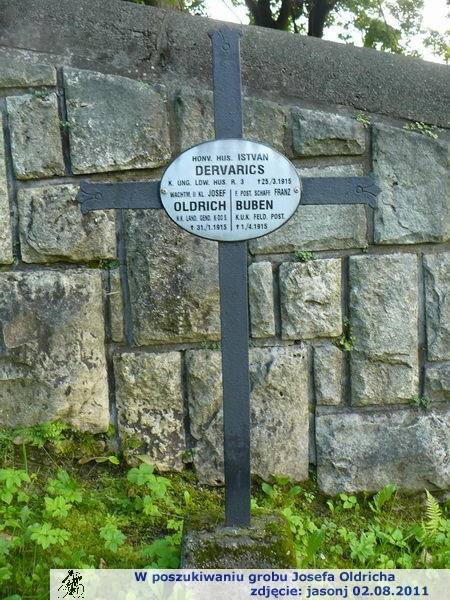 HONV. HUS. ISTVAN
DERVARICS
K. UNG. LDW. HUS. R. 3 †25/3.1915
WACHTM. U. KL. JOSEF
OLDRICH
K.K. LAND. GEND. K.DO 5
†31./1.1915
F. POST. SCHAFF. FRANZ
BUBEN
K.U.K. FELD. POST.
†1./4.1915
W poszukiwaniu grobu Josefa Oldricha
zdjęcie: jasonj 02.08.2011